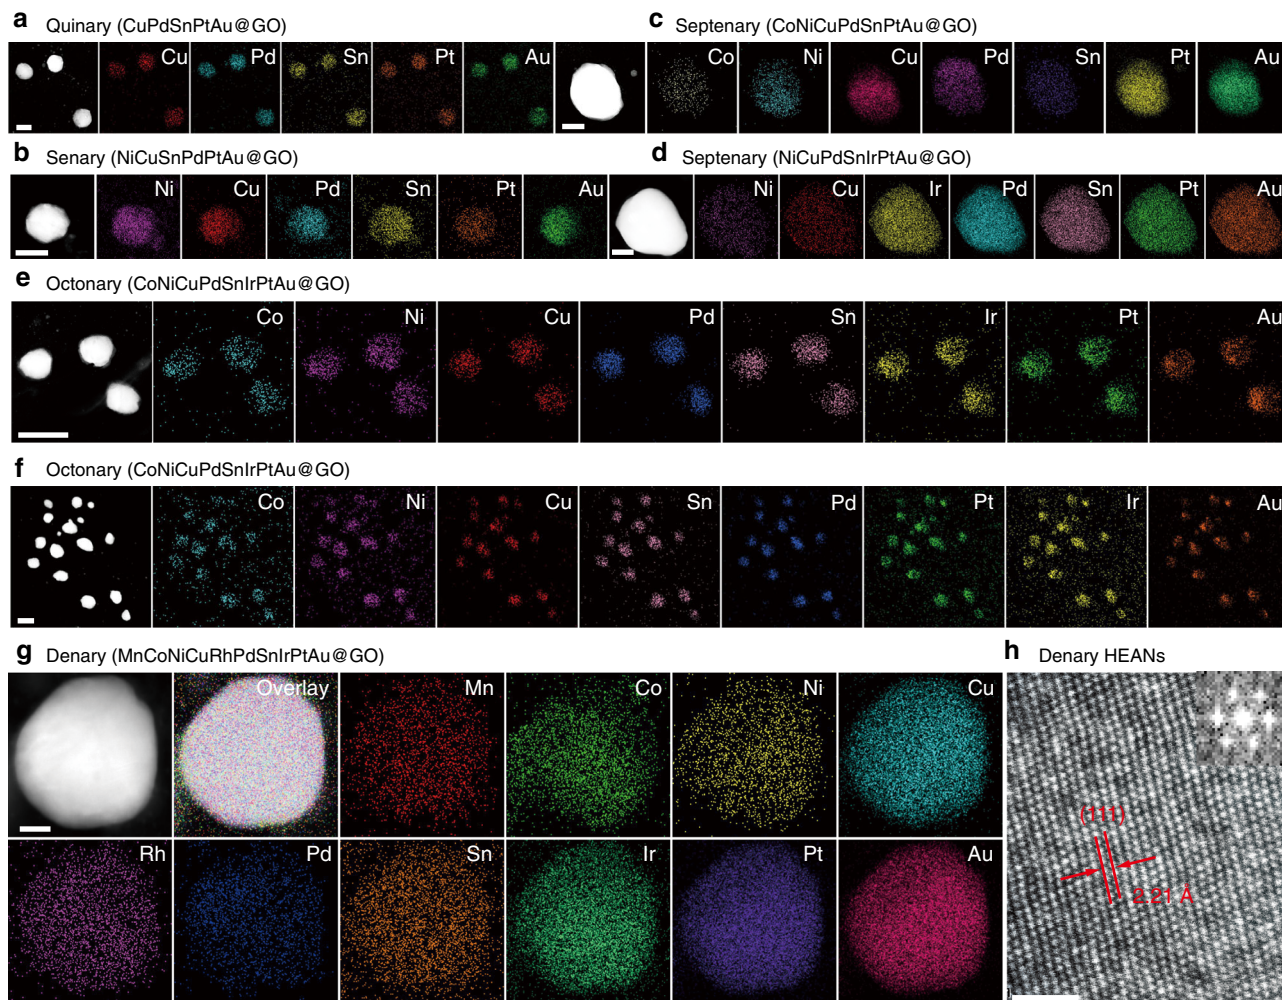 a Quinary (CuPdSnPtAu@GO)
Cu Pd Sn Pt Au
c Septenary (CoNiCuPdSnPtAu@GO)
Co Ni Cu Pd Sn Pt Au
b Senary (NiCuSnPdPtAu@GO)
Ni Cu Pd Sn Pt Au
d Septenary (NiCuPdSnIrPtAu@GO)
Ni Cu Ir Pd Sn Pt Au
e Octonary (CoNiCuPdSnIrPtAu@GO)
Co Ni Cu Pd Sn Ir Pt Au
f Octonary (CoNiCuPdSnIrPtAu@GO)
Co Ni Cu Sn Pd Pt Ir Au
g Denary (MnCoNiCuRhPdSnIrPtAu@GO)
Overlay Mn Co Ni Cu
Rh Pd Sn Ir Pt Au
h Denary HEANs
(111)
2.21 Å